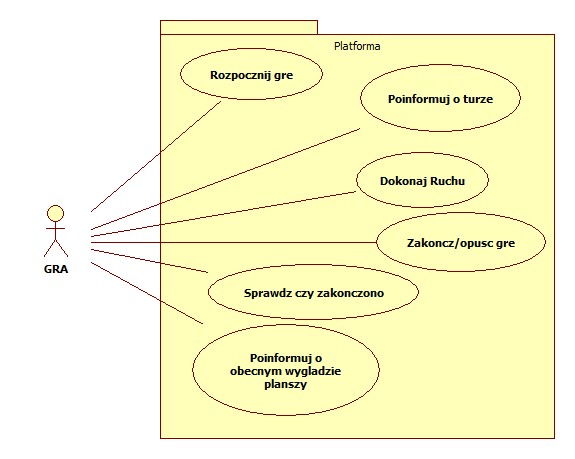 Platforma
Rozpocznij gre
Poinformuj o turze
Dokonaj Ruchu
Zakoncz/opusc gre
GRA
Sprawdz czy zakonczono
Poinformuj o
obecnym wygladzie
planszy